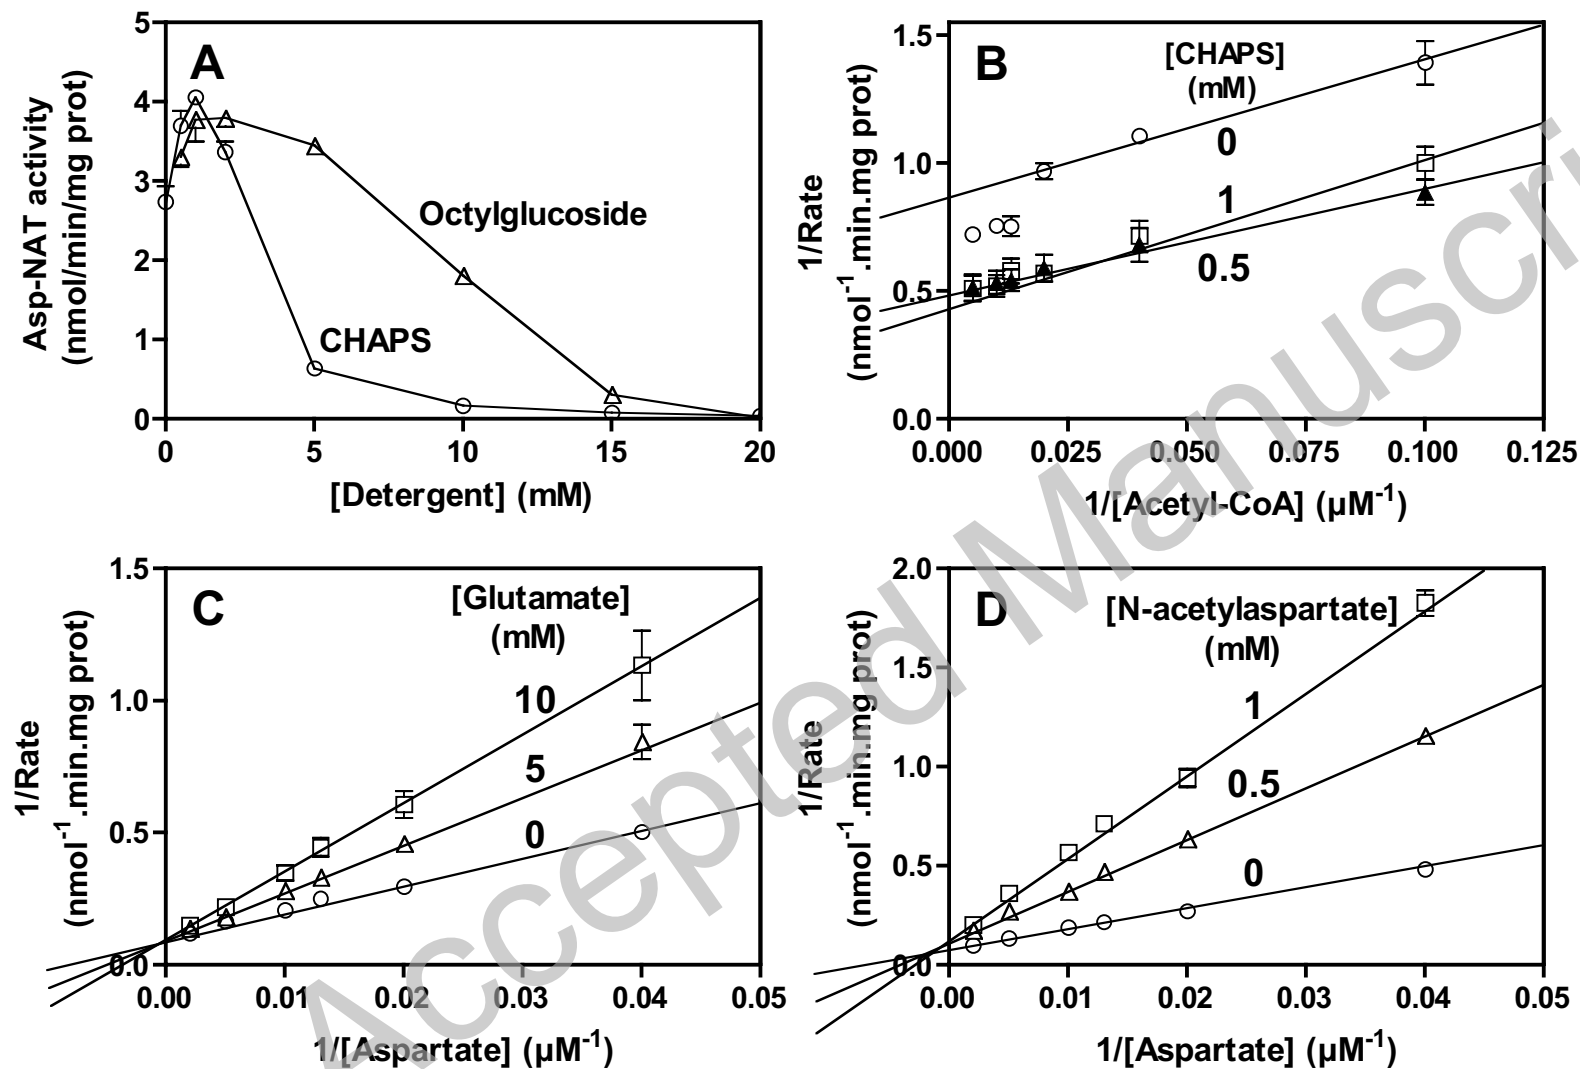 A
5
4
3
2
1
0
0 5 10 15 20
Asp-NAT activity
(nmol/min/mg prot)
[Detergent] (mM)
Octylglucoside
CHAPS
B
[CHAPS]
(mM)
0
1
0.5
1.5
1.0
0.5
0.0
0.000 0.025 0.050 0.075 0.100 0.125
1/Rate
(nmol⁻¹.min.mg prot)
1/[Acetyl-CoA] (µM⁻¹)
C
[Glutamate]
(mM)
10
5
0
1.5
1.0
0.5
0.0
0.00 0.01 0.02 0.03 0.04 0.05
1/Rate
(nmol⁻¹.min.mg prot)
1/[Aspartate] (µM⁻¹)
D
[N-acetylaspartate]
(mM)
1
0.5
0
2.0
1.5
1.0
0.5
0.0
0.00 0.01 0.02 0.03 0.04 0.05
1/Rate
(nmol⁻¹.min.mg prot)
1/[Aspartate] (µM⁻¹)
Accepted Manuscri